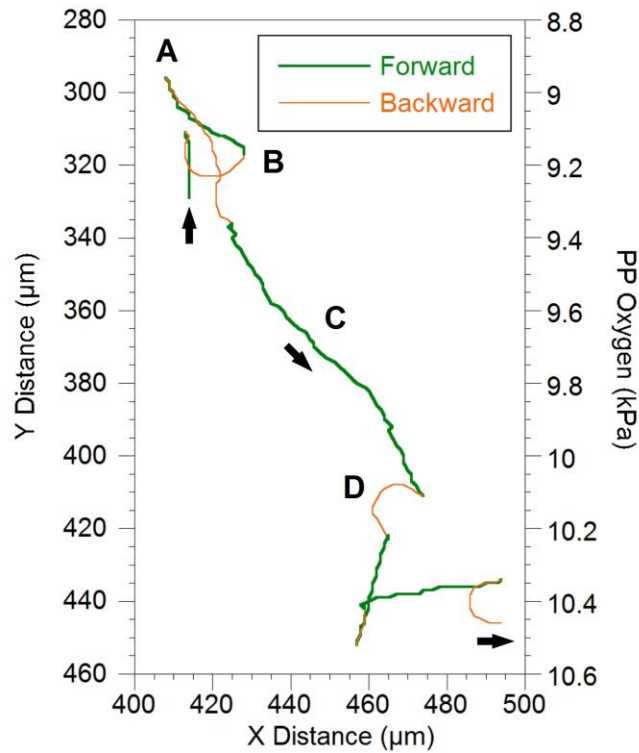 280
300
320
340
360
380
400
420
440
460
Y Distance (µm)
A
B
C
D
Forward
Backward
8.8
9
9.2
9.4
9.6
9.8
10
10.2
10.4
10.6
PP Oxygen (kPa)
400 420 440 460 480 500
X Distance (µm)